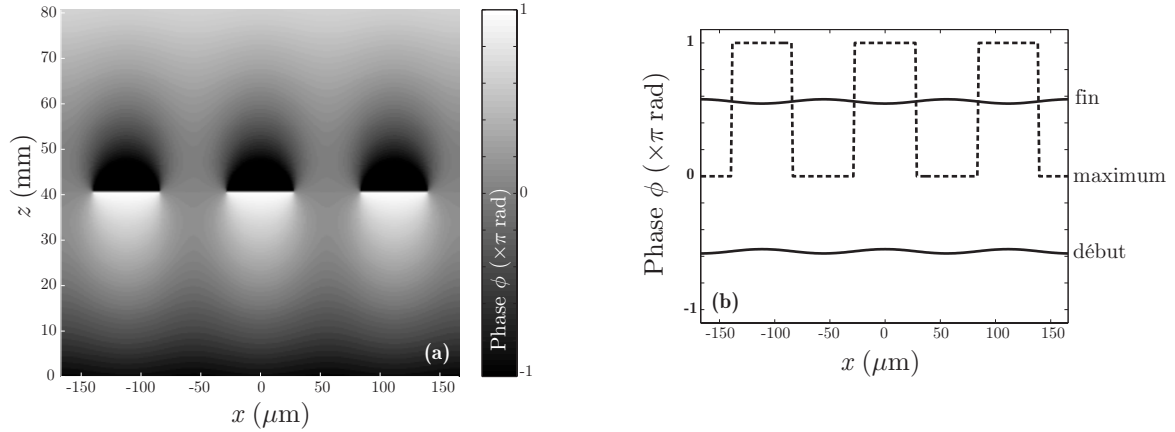 80
70
60
50
40
30
20
10
0
z (mm)
-150 -100 -50 0 50 100 150
x (μm)
(a)
1
0
-1
Phase ϕ (×π rad)
1
0
-1
Phase ϕ (×π rad)
fin
maximum
début
(b)
-150 -100 -50 0 50 100 150
x (μm)